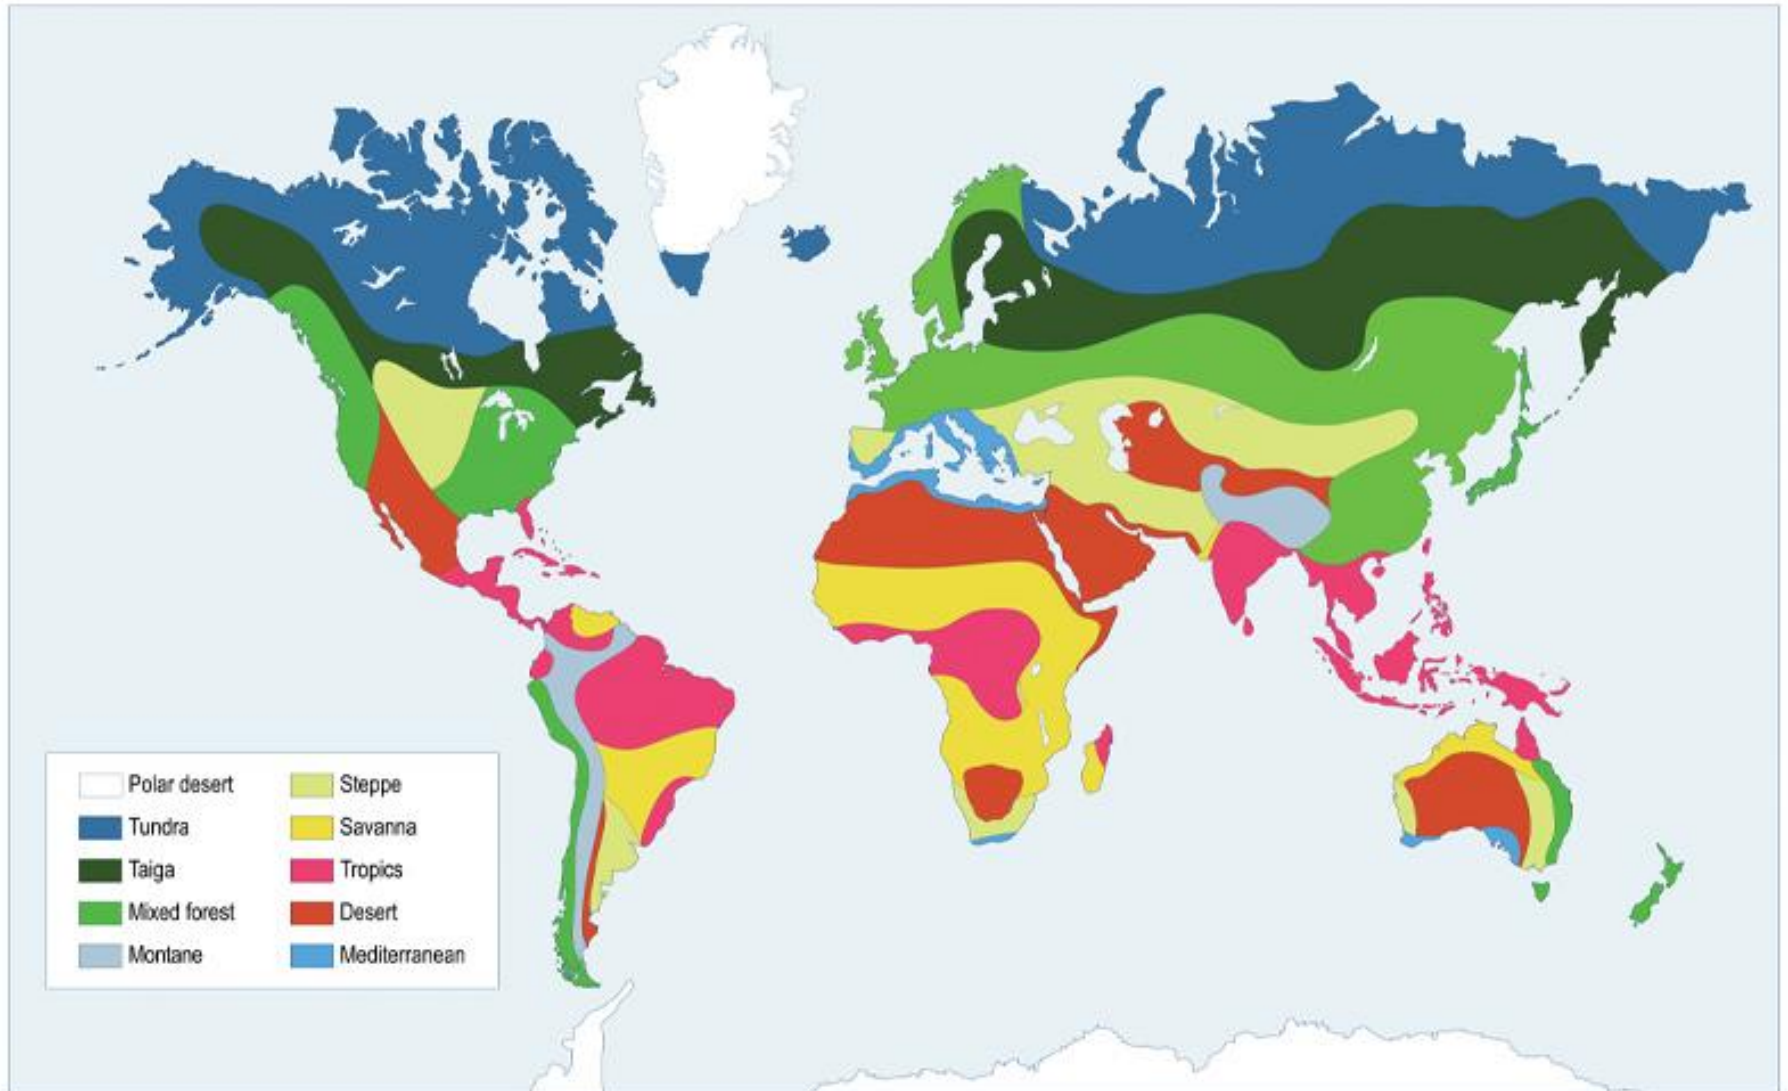 Polar desert
Tundra
Taiga
Mixed forest
Montane
Steppe
Savanna
Tropics
Desert
Mediterranean